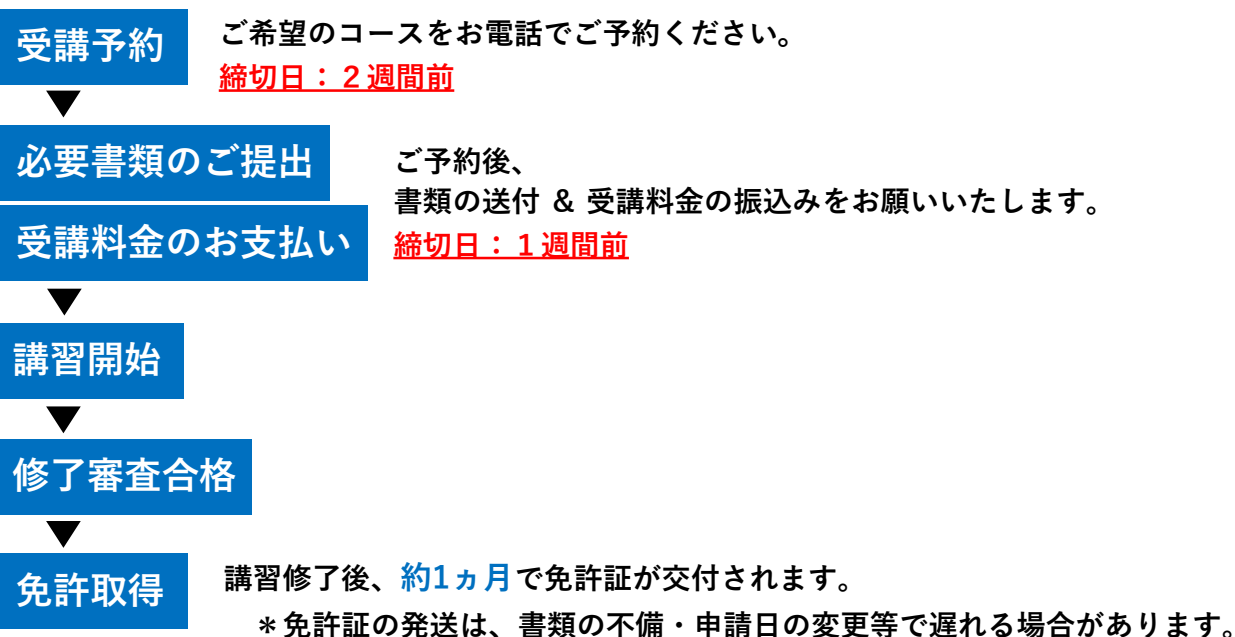 受講予約
ご希望のコースをお電話でご予約ください。
締切日：２週間前
必要書類のご提出
受講料金のお支払い
ご予約後、
書類の送付 ＆ 受講料金の振込みをお願いいたします。
締切日：１週間前
講習開始
修了審査合格
免許取得
講習修了後、約1ヵ月で免許証が交付されます。
＊免許証の発送は、書類の不備・申請日の変更等で遅れる場合があります。